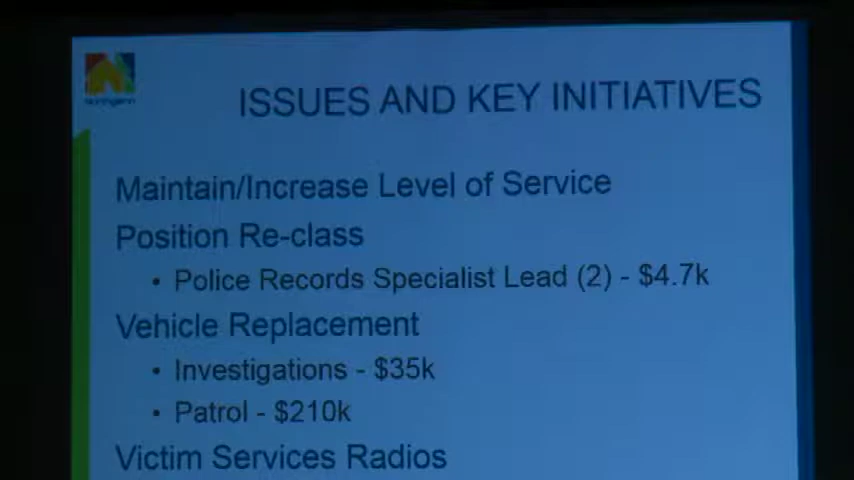 Northglenn
ISSUES AND KEY INITIATIVES
Maintain/Increase Level of Service
Position Re-class
• Police Records Specialist Lead (2) - $4.7k
Vehicle Replacement
• Investigations - $35k
• Patrol - $210k
Victim Services Radios